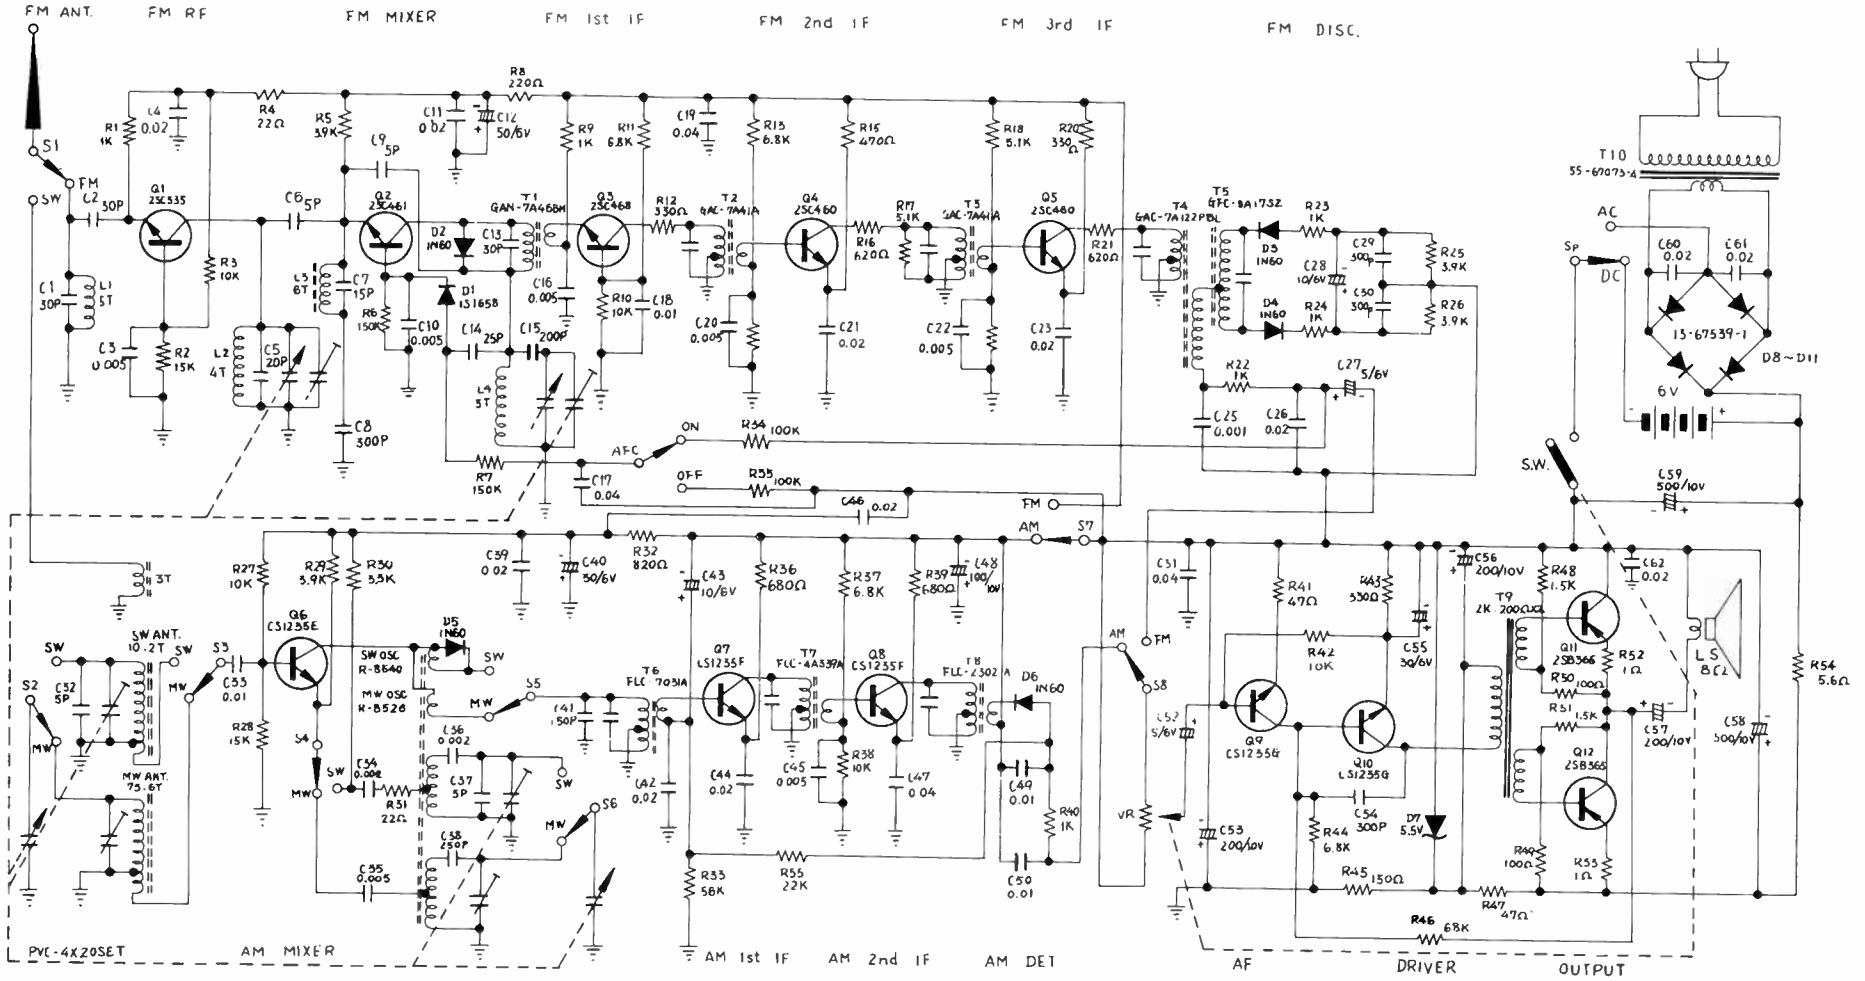 FM ANT.
FM RF
FM MIXER
FM 1st IF
FM 2nd IF
FM 3rd IF
FM DISC.
S1
FM
SW
C2
30P
C1
30P
L1
5T
R1
1K
C4
0.02
Q1
2SC535
R3
10K
C3
0.005
R2
15K
R4
22Ω
L2
4T
C5
20P
C6
5P
R5
3.9K
C9
5P
Q2
2SC461
L3
6T
C7
15P
C8
300P
R6
150K
C10
0.005
C11
0.02
C12
50/6V
R8
220Ω
D2
1N60
C13
30P
D1
1S1658
C14
25P
C15
200P
L4
3T
R7
150K
T1
GAN-7A468M
R9
1K
C16
0.005
Q3
2SC468
R11
6.8K
R10
10K
C18
0.01
R12
330Ω
T2
GAC-7A41A
C19
0.04
R13
6.8K
C20
0.005
Q4
2SC460
R15
470Ω
C21
0.02
R17
5.1K
R16
620Ω
T3
GAC-7A41A
R18
5.1K
C22
0.005
Q5
2SC460
R20
330
Ω
C23
0.02
R21
620Ω
T4
GAC-7A122PBL
T5
D3
1N60
D4
1N60
R23
1K
R24
1K
C28
10/6V
C29
300P
C30
300P
R25
3.9K
R26
3.9K
R22
1K
C25
0.001
C26
0.02
C27
5/6V
AFC
ON
OFF
R34
100K
R35
100K
C17
0.04
C46
0.02
FM
T10
55-67073-4
AC
SP
DC
C60
0.02
C61
0.02
13-67539-1
D8~D11
6V
S.W.
C59
500/10V
3T
SW ANT.
10.2T
SW
SW
S2
MW
C32
5P
MW ANT.
75.6T
MW
S3
C33
0.01
R27
10K
R28
15K
Q6
CS1235E
R29
3.9K
R30
3.3K
S4
MW
SW
C34
0.002
R31
22Ω
C35
0.005
D5
1N60
SW OSC
R-8640
SW
MW OSC
R-8526
MW
S5
C36
0.002
C37
5P
SW
C38
250P
MW
S6
C39
0.02
C40
30/6V
R32
820Ω
C41
150P
T6
FLC-7031A
C42
0.02
C43
10/6V
R33
56K
R36
680Ω
Q7
LS1235F
C44
0.02
T7
FLC-4A339A
R37
6.8K
C45
0.005
R38
10K
Q8
LS1235F
R39
680Ω
C47
0.04
C48
100/
10V
T8
FLC-2302 A
D6
1N60
C49
0.01
C50
0.01
R40
1K
R55
22K
AM
S7
AM
FM
S8
VR
C31
0.04
C52
5/6V
C53
200/10V
Q9
CS1235G
R41
47Ω
R42
10K
R43
330Ω
C55
30/6V
Q10
LS1235G
R44
6.8K
C54
300P
D7
5.5V
R45
150Ω
R46
68K
R47
47Ω
C56
200/10V
T9
R48
1.5K
R49
100Ω
R50
100Ω
R51
1.5K
Q11
2SB366
R52
1Ω
Q12
2SB365
R53
1Ω
C57
200/10V
C62
0.02
LS
8Ω
C58
500/10V
R54
5.6Ω
PVC-4X20SET
AM MIXER
AM 1st IF
AM 2nd IF
AM DET
AF
DRIVER
OUTPUT